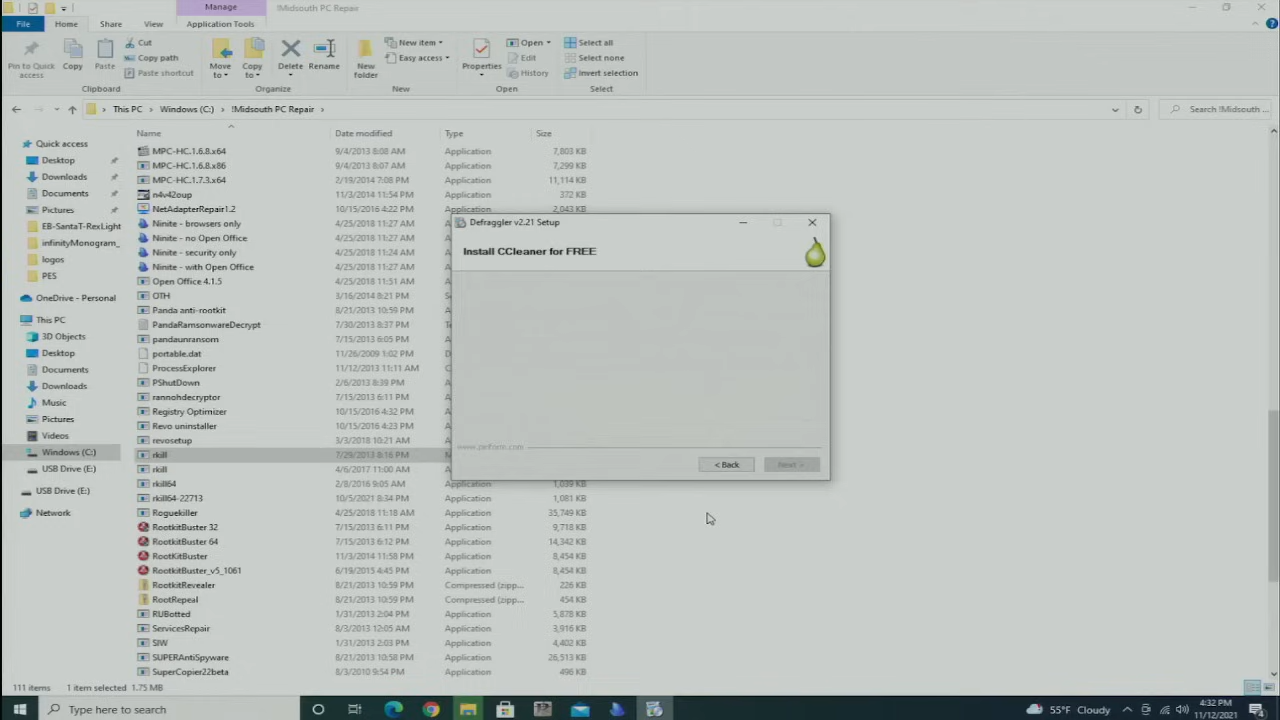 Manage
!Midsouth PC Repair
File
Home
Share
View
Application Tools
Pin to Quick access
Copy
Paste
Cut
Copy path
Paste shortcut
Clipboard
Move to
Copy to
Delete
Rename
Organize
New folder
New item
Easy access
New
Properties
Open
Edit
History
Open
Select all
Select none
Invert selection
Select
This PC > Windows (C:) > !Midsouth PC Repair >
Search !Midsouth ...
Name Date modified Type Size
Quick access
Desktop
Downloads
Documents
Pictures
EB-SantaT-RexLight
infinityMonogram_
logos
PES
OneDrive - Personal
This PC
3D Objects
Desktop
Documents
Downloads
Music
Pictures
Videos
Windows (C:)
USB Drive (E:)
USB Drive (E:)
Network
MPC-HC.1.6.8.x64 9/4/2013 8:08 AM Application 7,803 KB
MPC-HC.1.6.8.x86 9/4/2013 8:07 AM Application 7,299 KB
MPC-HC.1.7.3.x64 2/19/2014 7:08 PM Application 11,114 KB
n4v42oup 11/3/2014 11:54 PM Application 372 KB
NetAdapterRepair1.2 10/15/2016 4:22 PM Application 2,043 KB
Ninite - browsers only 4/25/2018 11:27 AM
Ninite - no Open Office 4/25/2018 11:27 AM
Ninite - security only 4/25/2018 11:27 AM
Ninite - with Open Office 4/25/2018 11:27 AM
Open Office 4.1.5 4/25/2018 11:51 AM
OTH 3/16/2014 8:21 PM
Panda anti-rootkit 8/21/2013 10:59 PM
PandaRamsonwareDecrypt 7/30/2013 8:37 PM
pandaunransom 7/15/2013 6:05 PM
portable.dat 11/26/2009 1:02 PM
ProcessExplorer 11/12/2013 11:11 AM
PShutDown 2/6/2013 8:39 PM
rannohdecryptor 7/15/2013 6:11 PM
Registry Optimizer 10/15/2016 4:32 PM
Revo uninstaller 4/25/2018 11:27 AM
revosetup 3/3/2018 10:21 AM
rkill 7/29/2013 8:16 PM
rkill 4/6/2017 11:00 AM
rkill64 2/8/2016 9:05 AM Application 1,039 KB
rkill64-22713 10/5/2021 8:34 PM Application 1,081 KB
Roguekiller 4/25/2018 11:18 AM Application 35,749 KB
RootkitBuster 32 7/15/2013 6:11 PM Application 9,718 KB
RootkitBuster 64 7/15/2013 6:12 PM Application 14,342 KB
RootKitBuster 11/3/2014 11:58 PM Application 8,454 KB
RootkitBuster_v5_1061 6/19/2015 4:45 PM Application 8,454 KB
RootkitRevealer 8/21/2013 10:59 PM Compressed (zipp... 226 KB
RootRepeal 8/21/2013 10:59 PM Compressed (zipp... 454 KB
RUBotted 1/31/2013 2:04 PM Application 5,878 KB
ServicesRepair 8/3/2013 12:05 AM Application 3,916 KB
SIW 1/31/2013 2:03 PM Application 4,402 KB
SUPERAntiSpyware 8/21/2013 10:58 PM Application 26,513 KB
SuperCopier22beta 8/3/2010 9:54 PM Application 496 KB
Defraggler v2.21 Setup
Install CCleaner for FREE
www.piriform.com
< Back
Next >
111 items 1 item selected 1.75 MB
Type here to search
55°F Cloudy
4:32 PM
11/12/2021
4